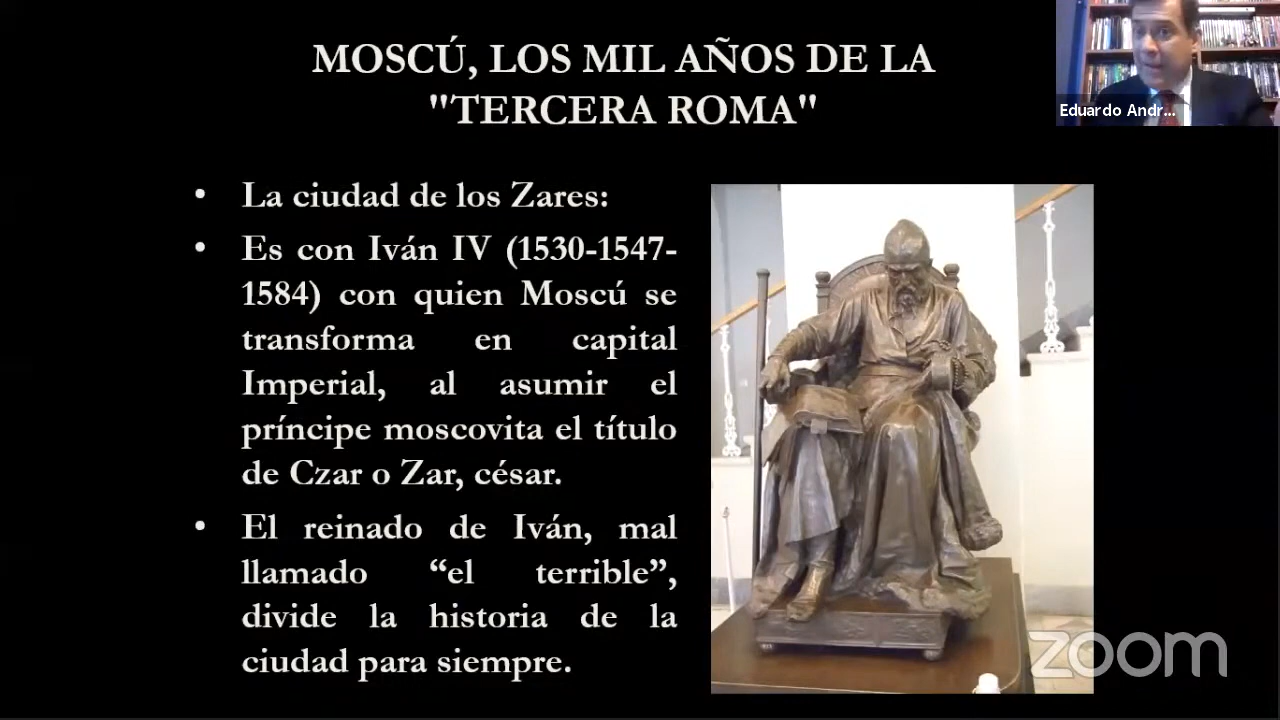 MOSCÚ, LOS MIL AÑOS DE LA
"TERCERA ROMA"
Eduardo Andr...
• La ciudad de los Zares:
• Es con Iván IV (1530-1547-
1584) con quien Moscú se
transforma en capital
Imperial, al asumir el
príncipe moscovita el título
de Czar o Zar, césar.
• El reinado de Iván, mal
llamado “el terrible”,
divide la historia de la
ciudad para siempre.
zoom